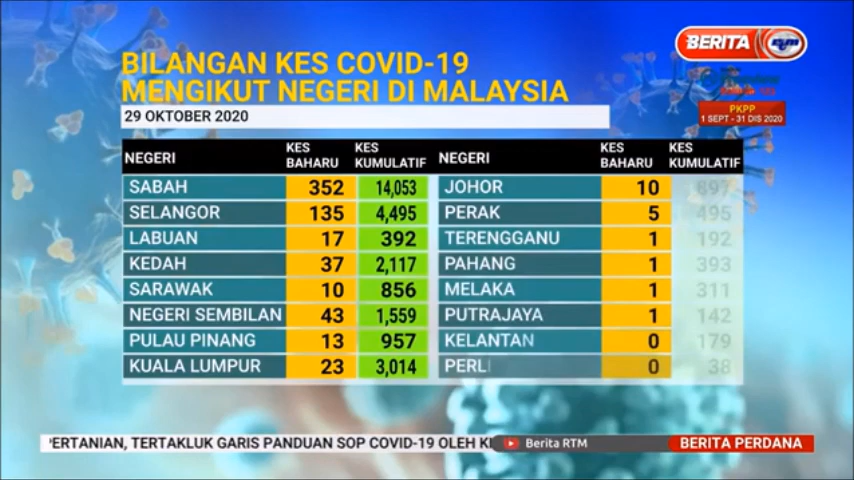 BERITA rtm
BILANGAN KES COVID-19
MENGIKUT NEGERI DI MALAYSIA
PKPP
1 SEPT - 31 DIS 2020
29 OKTOBER 2020
NEGERI KES BAHARU KES KUMULATIF NEGERI KES BAHARU KES KUMULATIF
SABAH 352 14,053 JOHOR 10 897
SELANGOR 135 4,495 PERAK 5 495
LABUAN 17 392 TERENGGANU 1 192
KEDAH 37 2,117 PAHANG 1 393
SARAWAK 10 856 MELAKA 1 311
NEGERI SEMBILAN 43 1,559 PUTRAJAYA 1 142
PULAU PINANG 13 957 KELANTAN 0 179
KUALA LUMPUR 23 3,014 PERLI 0 38
ERTANIAN, TERTAKLUK GARIS PANDUAN SOP COVID-19 OLEH Berita RTM BERITA PERDANA